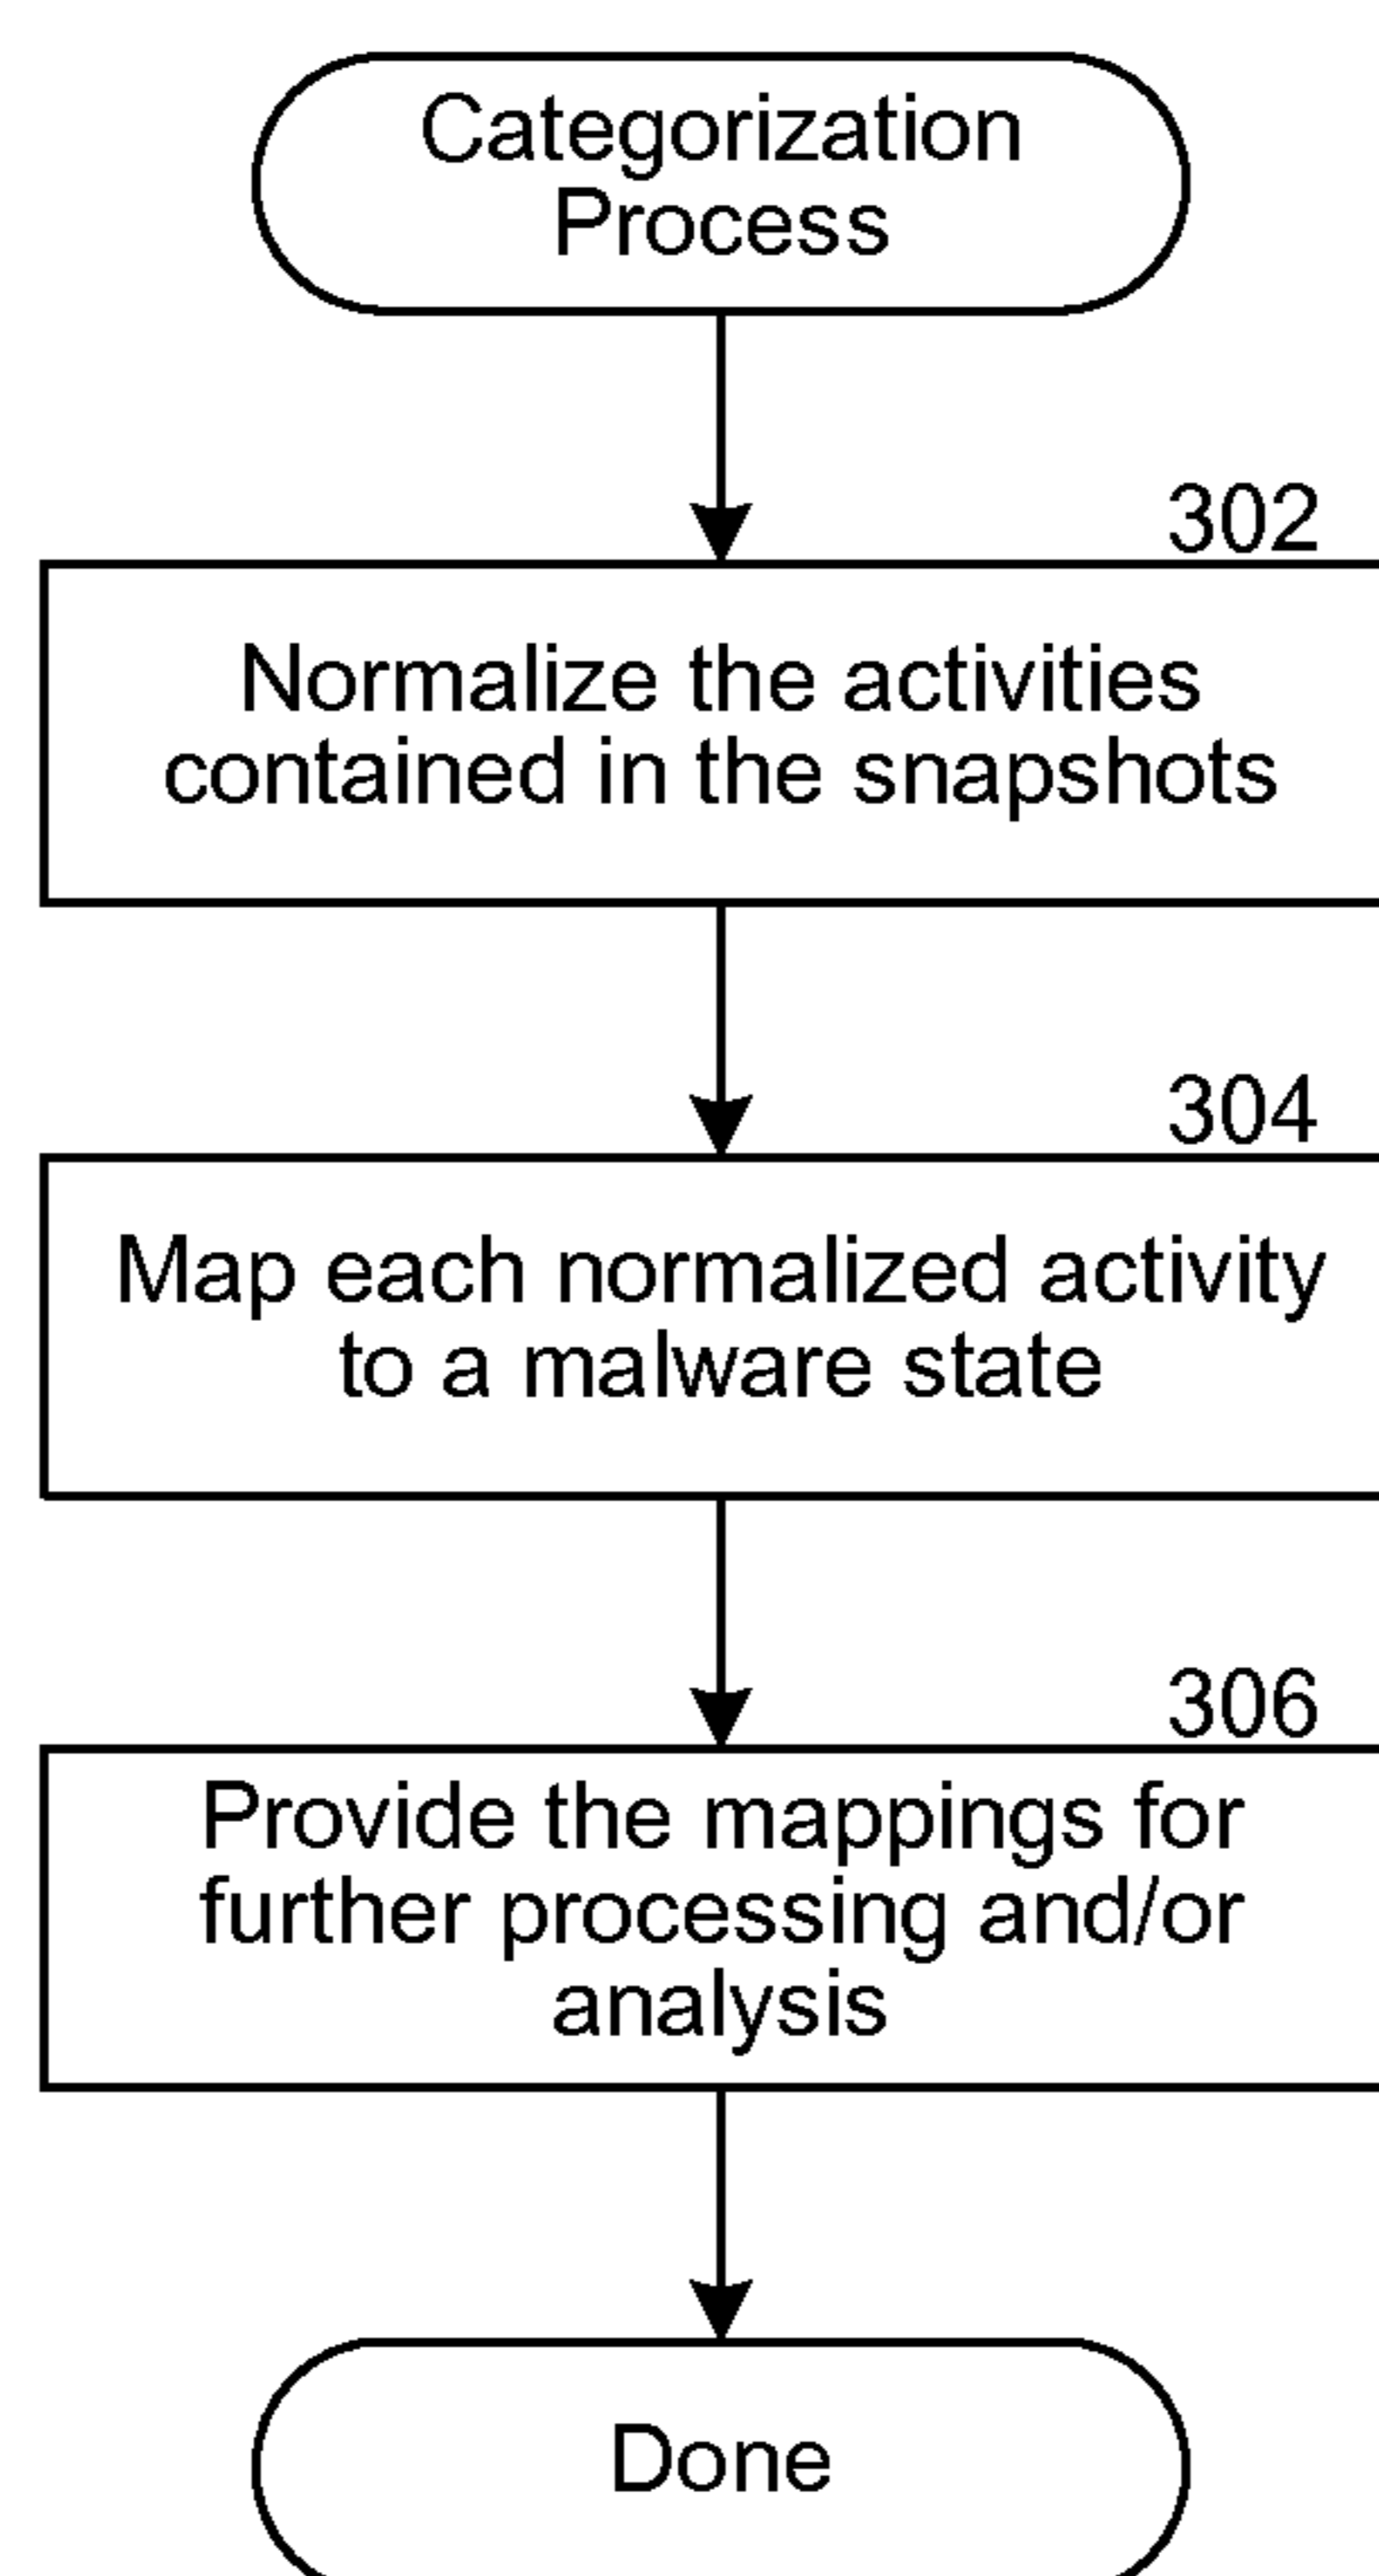 Categorization
Process
302
Normalize the activities
contained in the snapshots
304
Map each normalized activity
to a malware state
306
Provide the mappings for
further processing and/or
analysis
Done